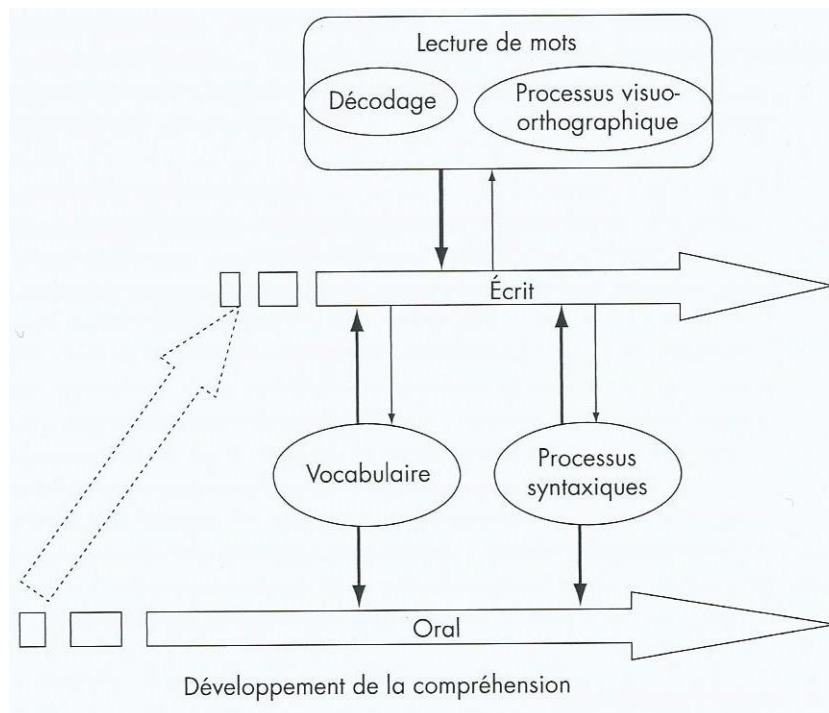 Lecture de mots
Décodage
Processus visuo-
orthographique
Écrit
Vocabulaire
Processus
syntaxiques
Oral
Développement de la compréhension